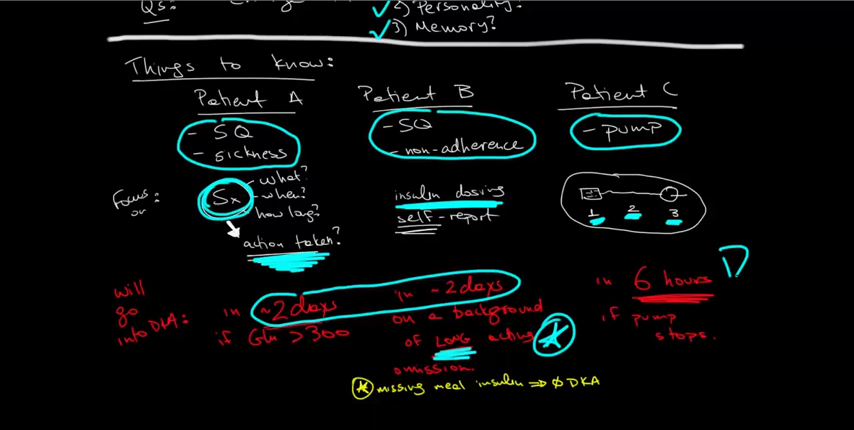 Qs:
2) Personality?
3) Memory?
Things to know:
Patient A
- SQ
- sickness
Focus
on:
Sx
- what?
- when?
- how long?
action taken?
Patient B
- SQ
- non-adherence
insulin dosing
self-report
Patient C
- pump
1 2 3
will
go
into DKA:
in ~2 days
if Glu >300
in ~2 days
on a background
of LONG acting
omission.
in 6 hours
if pump
stops.
missing meal insulin => ∅ DKA